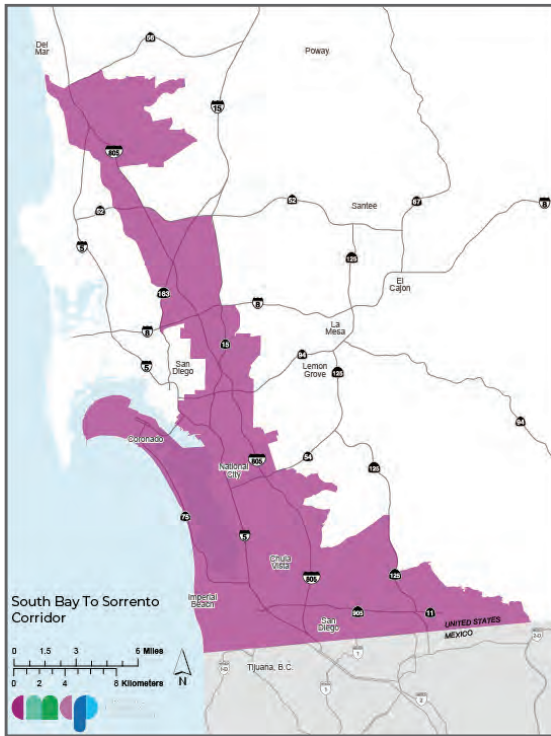 Del
Mar
56
Poway
15
805
52
52
67
Santee
8
5
125
El
Cajon
163
8
La
Mesa
8
15
94
5
San
Diego
Lemon
Grove
125
94
Coronado
National
City
805
54
125
75
5
Chula
Vista
805
125
Imperial
Beach
San
Diego
905
11
UNITED STATES
MEXICO
Tijuana, B.C.
South Bay To Sorrento
Corridor
0 1.5 3 6 Miles
0 2 4 8 Kilometers
N